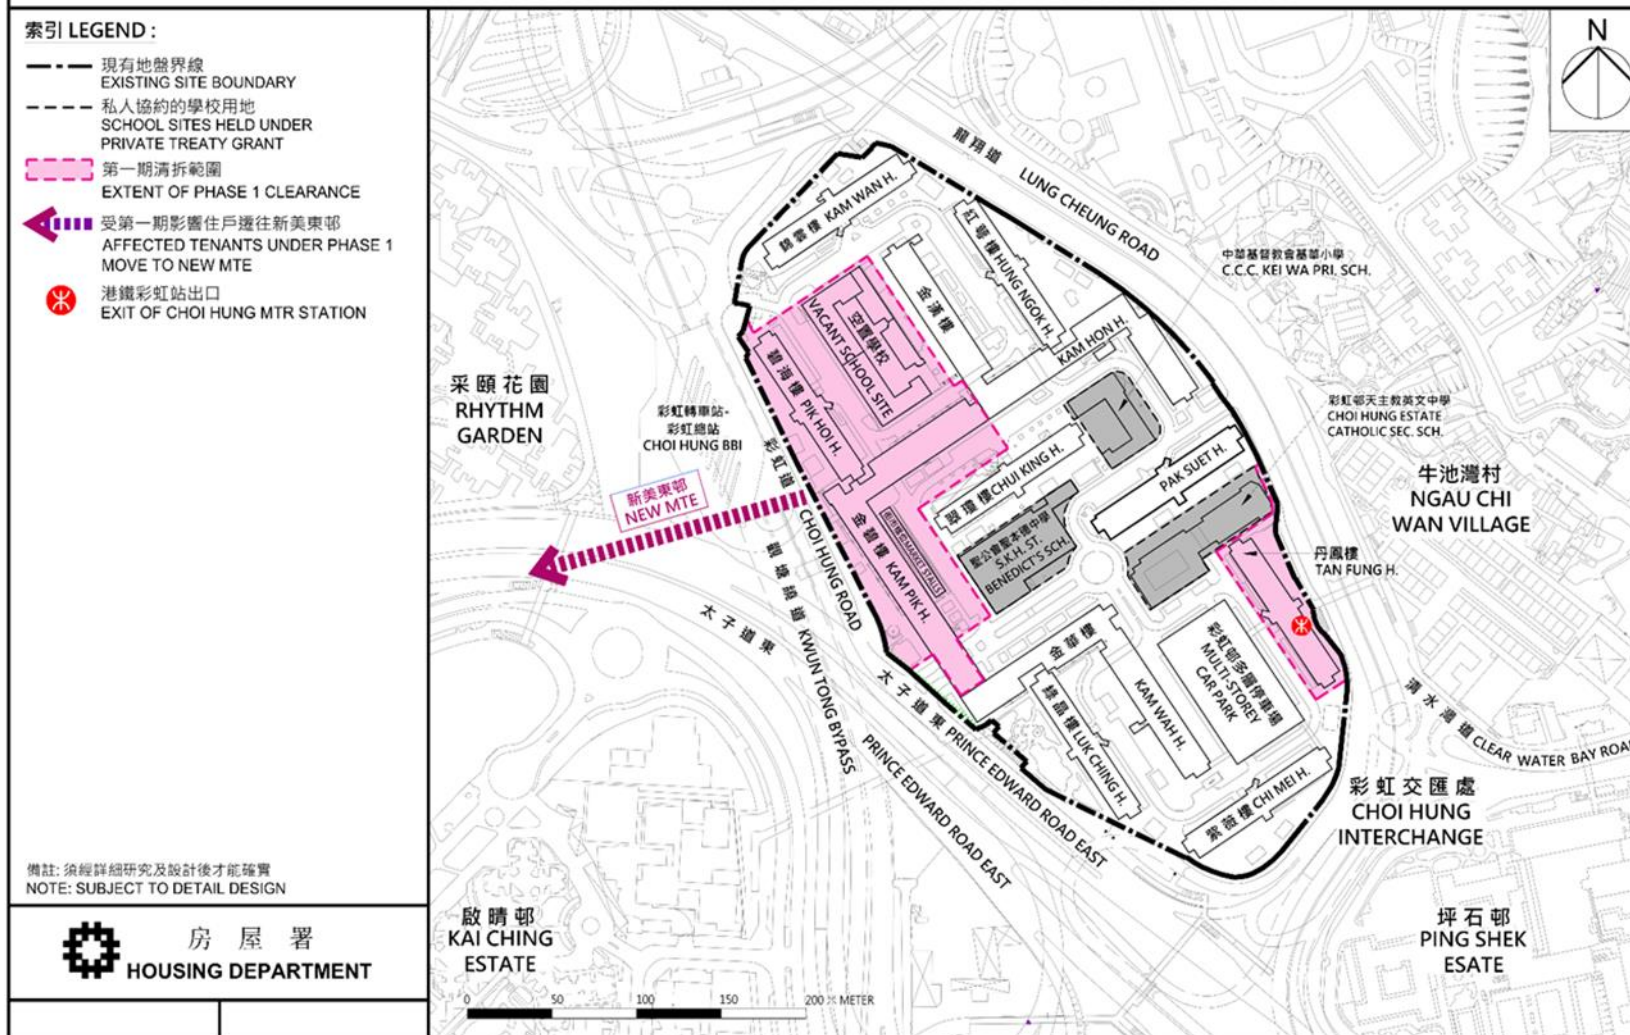 索引 LEGEND :
現有地盤界線
EXISTING SITE BOUNDARY
私人協約的學校用地
SCHOOL SITES HELD UNDER
PRIVATE TREATY GRANT
第一期清拆範圍
EXTENT OF PHASE 1 CLEARANCE
受第一期影響住戶遷往新美東邨
AFFECTED TENANTS UNDER PHASE 1
MOVE TO NEW MTE
港鐵彩虹站出口
EXIT OF CHOI HUNG MTR STATION
備註: 須經詳細研究及設計後才能確實
NOTE: SUBJECT TO DETAIL DESIGN
房屋署
HOUSING DEPARTMENT
N
龍翔道
LUNG CHEUNG ROAD
錦雲樓 KAM WAN H.
紅萼樓 HUNG NGOK H.
中華基督教會基華小學
C.C.C. KEI WA PRI. SCH.
金漢樓
KAM HON H.
空置學校
VACANT SCHOOL SITE
碧海樓 PIK HOI H.
采頤花園
RHYTHM
GARDEN
彩虹轉車站-
彩虹總站
CHOI HUNG BBI
彩虹邨天主教英文中學
CHOI HUNG ESTATE
CATHOLIC SEC. SCH.
彩虹道
CHOI HUNG ROAD
翠瓊樓 CHUI KING H.
PAK SUET H.
牛池灣村
NGAU CHI
WAN VILLAGE
新美東邨
NEW MTE
金碧樓 KAM PIK H.
MARKET STALLS
聖公會聖本德中學
S.K.H. ST.
BENEDICT'S SCH.
丹鳳樓
TAN FUNG H.
觀塘繞道 KWUN TONG BYPASS
太子道東
金華樓
KAM WAH H.
彩虹邨多層停車場
MULTI-STOREY
CAR PARK
綠晶樓 LUK CHING H.
太子道東 PRINCE EDWARD ROAD EAST
PRINCE EDWARD ROAD EAST
清水灣道 CLEAR WATER BAY ROAD
紫薇樓 CHI MEI H.
彩虹交匯處
CHOI HUNG
INTERCHANGE
啟晴邨
KAI CHING
ESTATE
坪石邨
PING SHEK
ESATE
0 50 100 150 200 米 METER